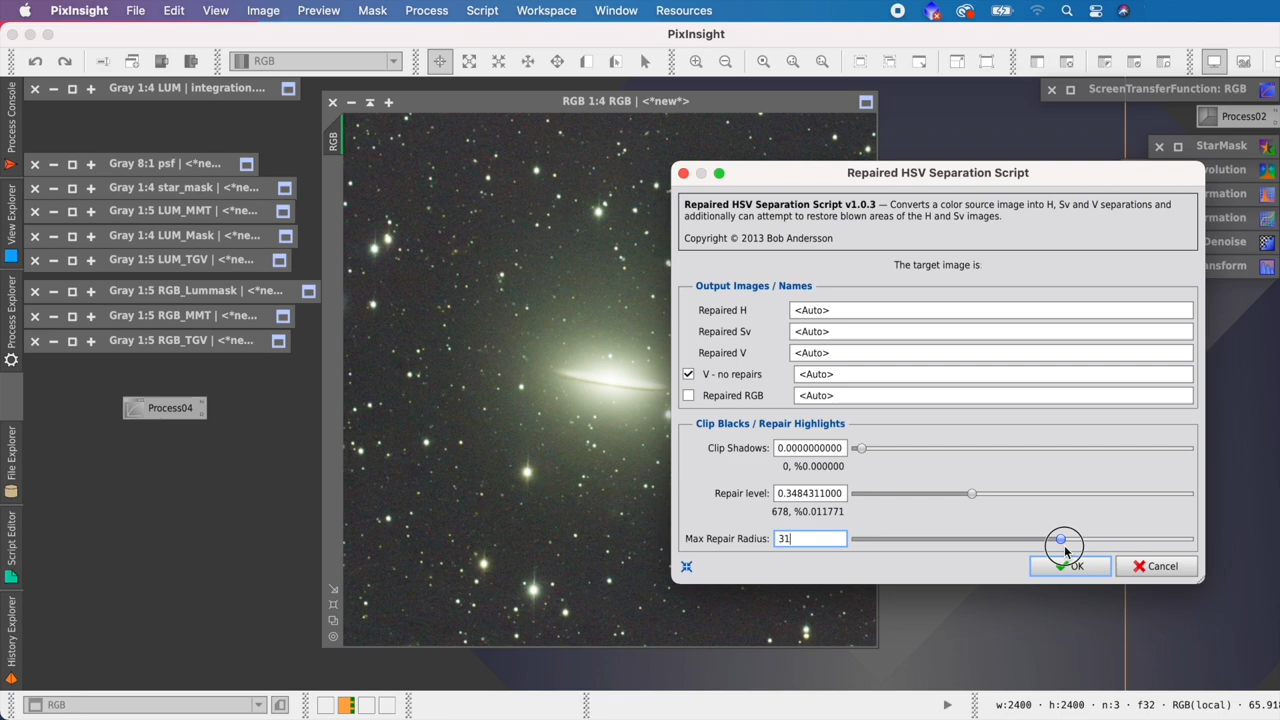 PixInsight File Edit View Image Preview Mask Process Script Workspace Window Resources
PixInsight
RGB
Process Console
View Explorer
Process Explorer
File Explorer
Script Editor
History Explorer
Gray 1:4 LUM | integration....
Gray 8:1 psf | <*ne...
Gray 1:4 star_mask | <*ne...
Gray 1:5 LUM_MMT | <*ne...
Gray 1:4 LUM_Mask | <*ne...
Gray 1:5 LUM_TGV | <*ne...
Gray 1:5 RGB_Lummask | <*ne...
Gray 1:5 RGB_MMT | <*ne...
Gray 1:5 RGB_TGV | <*ne...
Process04
RGB 1:4 RGB | <*new*>
RGB
ScreenTransferFunction: RGB
Process02
StarMask
volution
rmation
rmation
Denoise
ansform
Repaired HSV Separation Script
Repaired HSV Separation Script v1.0.3 — Converts a color source image into H, Sv and V separations and
additionally can attempt to restore blown areas of the H and Sv images.
Copyright © 2013 Bob Andersson
The target image is:
Output Images / Names
Repaired H <Auto>
Repaired Sv <Auto>
Repaired V <Auto>
V - no repairs <Auto>
Repaired RGB <Auto>
Clip Blacks / Repair Highlights
Clip Shadows: 0.0000000000
0, %0.000000
Repair level: 0.3484311000
678, %0.011771
Max Repair Radius: 31
OK Cancel
RGB
w:2400 · h:2400 · n:3 · f32 · RGB(local) · 65.91